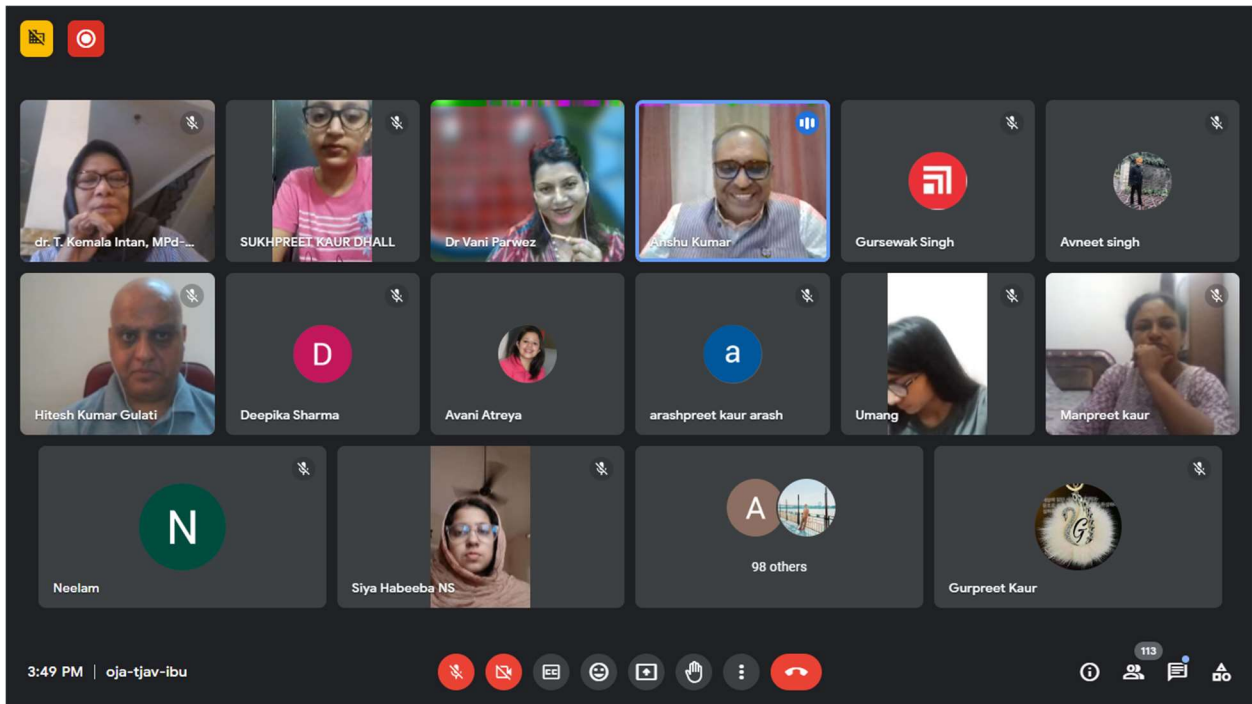 dr. T. Kemala Intan, MPd-...
SUKHPREET KAUR DHALL
Dr Vani Parwez
Anshu Kumar
Gursewak Singh
Avneet singh
Hitesh Kumar Gulati
D
Deepika Sharma
Avani Atreya
a
arashpreet kaur arash
Umang
Manpreet kaur
N
Neelam
Siya Habeeba NS
A
98 others
G
Gurpreet Kaur
3:49 PM | oja-tjav-ibu
CC
113